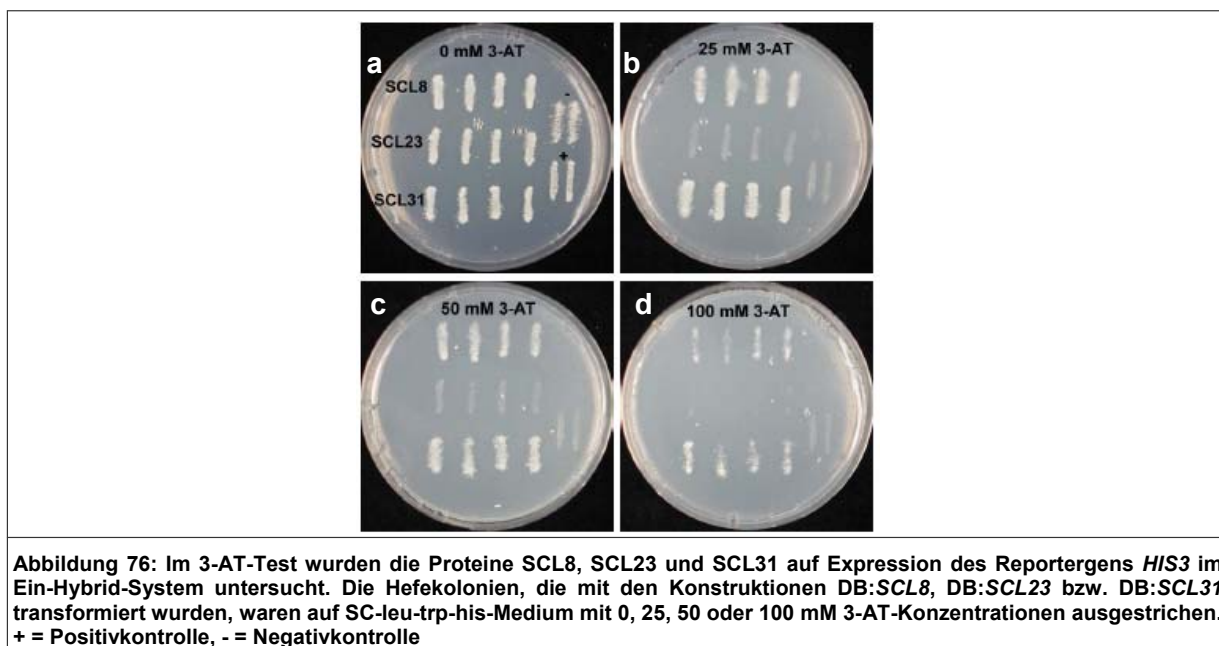 a
0 mM 3-AT
SCL8
-
SCL23
+
SCL31
b
25 mM 3-AT
c
50 mM 3-AT
d
100 mM 3-AT
Abbildung 76: Im 3-AT-Test wurden die Proteine SCL8, SCL23 und SCL31 auf Expression des Reportergens HIS3 im
Ein-Hybrid-System untersucht. Die Hefekolonien, die mit den Konstruktionen DB:SCL8, DB:SCL23 bzw. DB:SCL31
transformiert wurden, waren auf SC-leu-trp-his-Medium mit 0, 25, 50 oder 100 mM 3-AT-Konzentrationen ausgestrichen.
+ = Positivkontrolle, - = Negativkontrolle